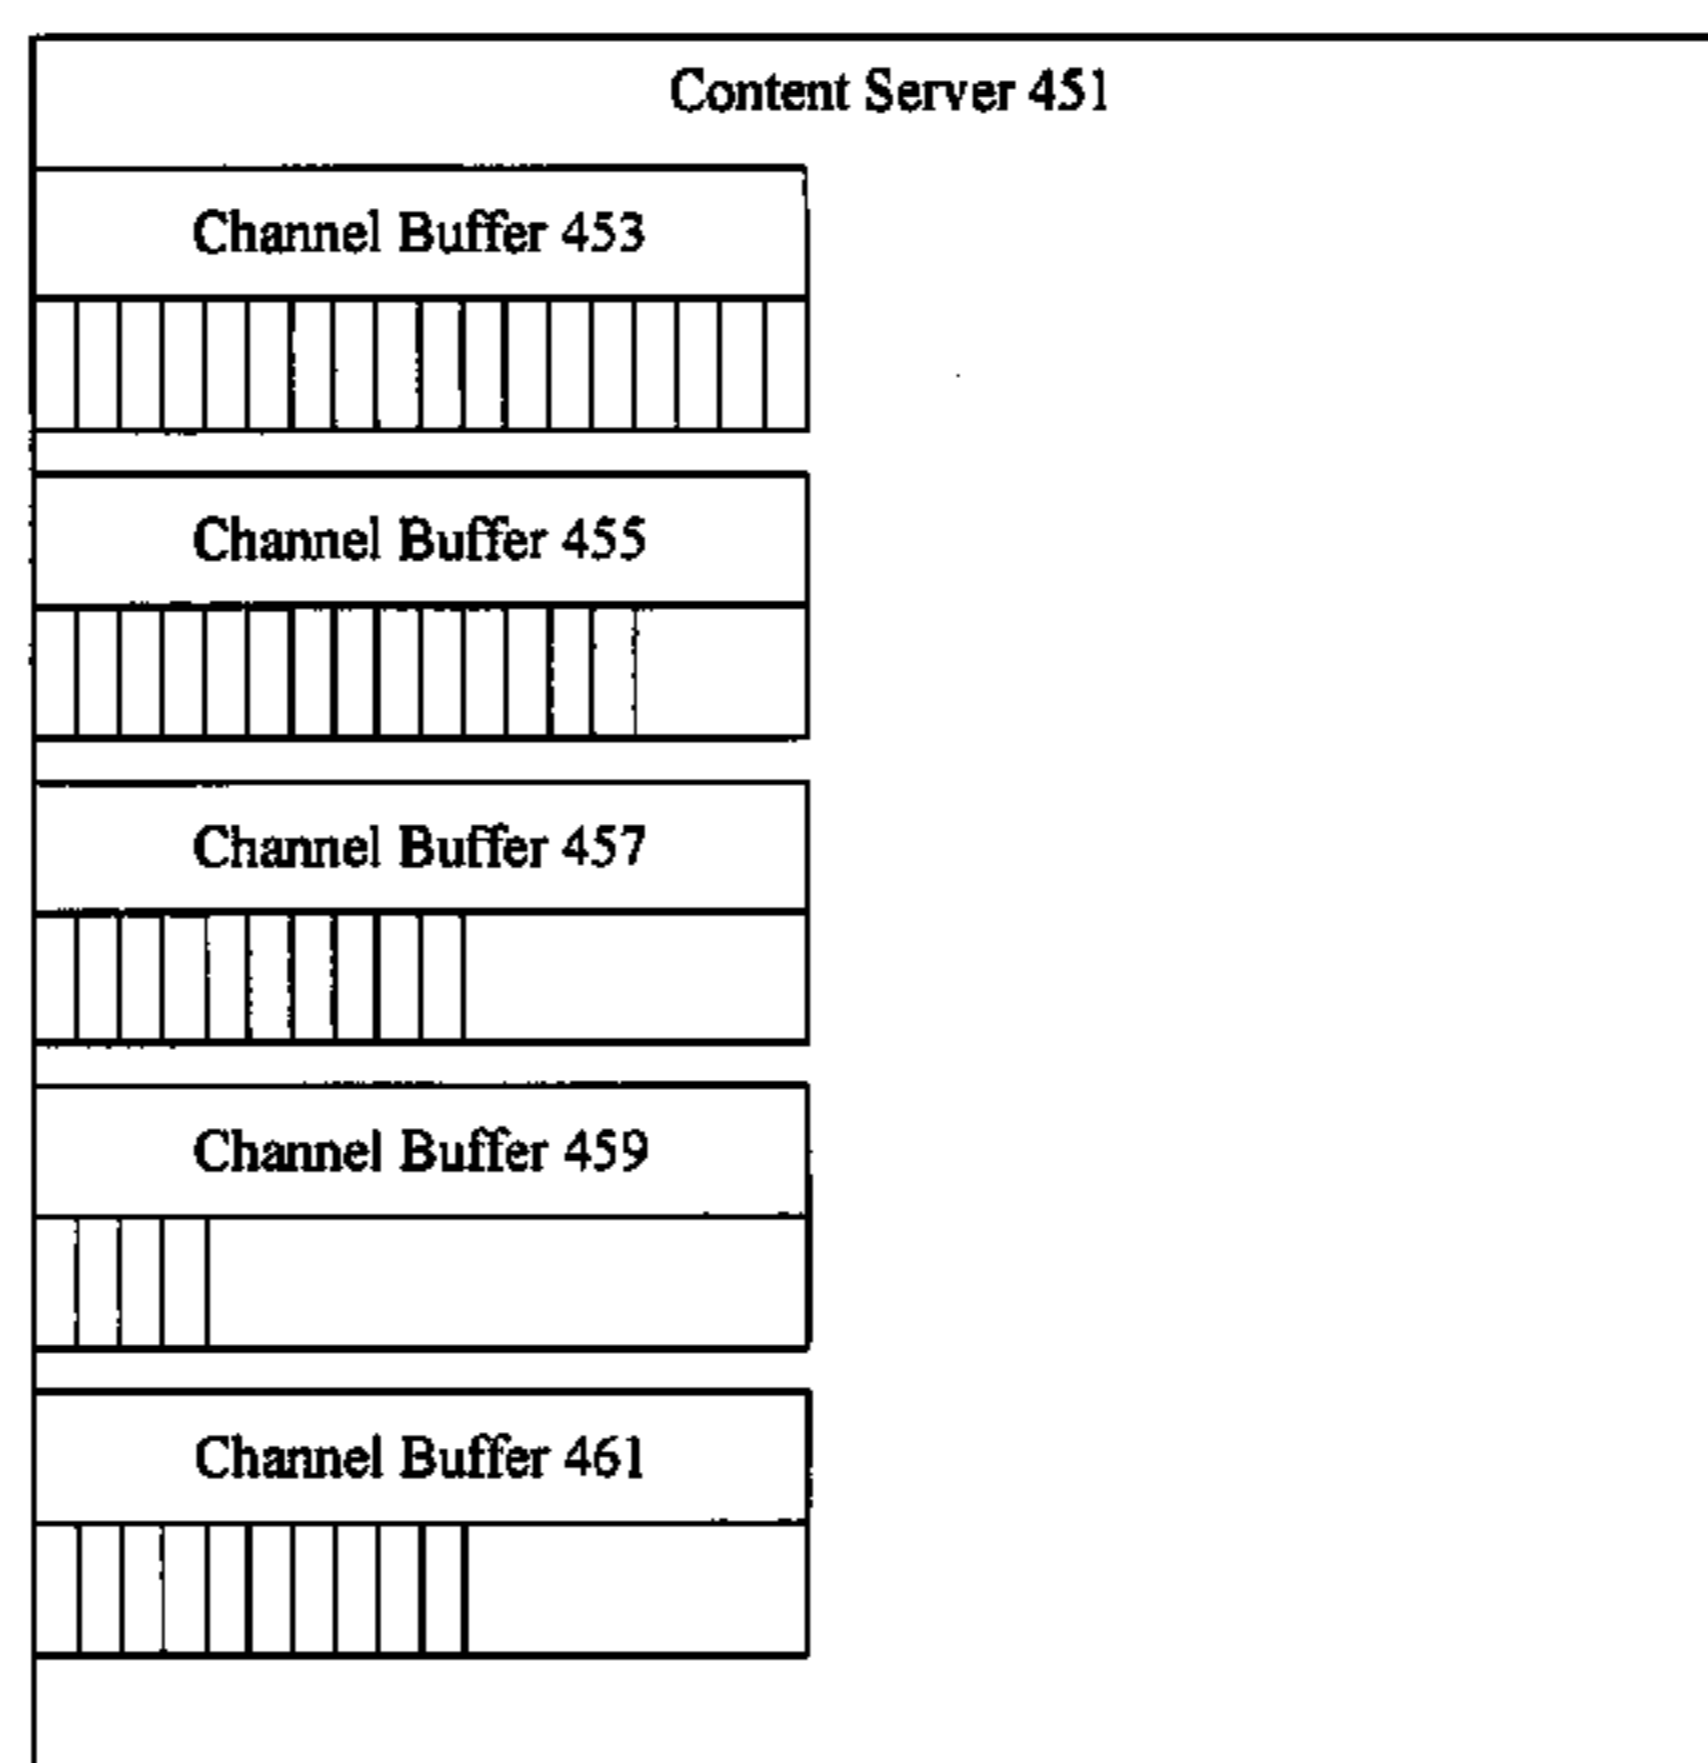 Content Server 451
Channel Buffer 453
Channel Buffer 455
Channel Buffer 457
Channel Buffer 459
Channel Buffer 461